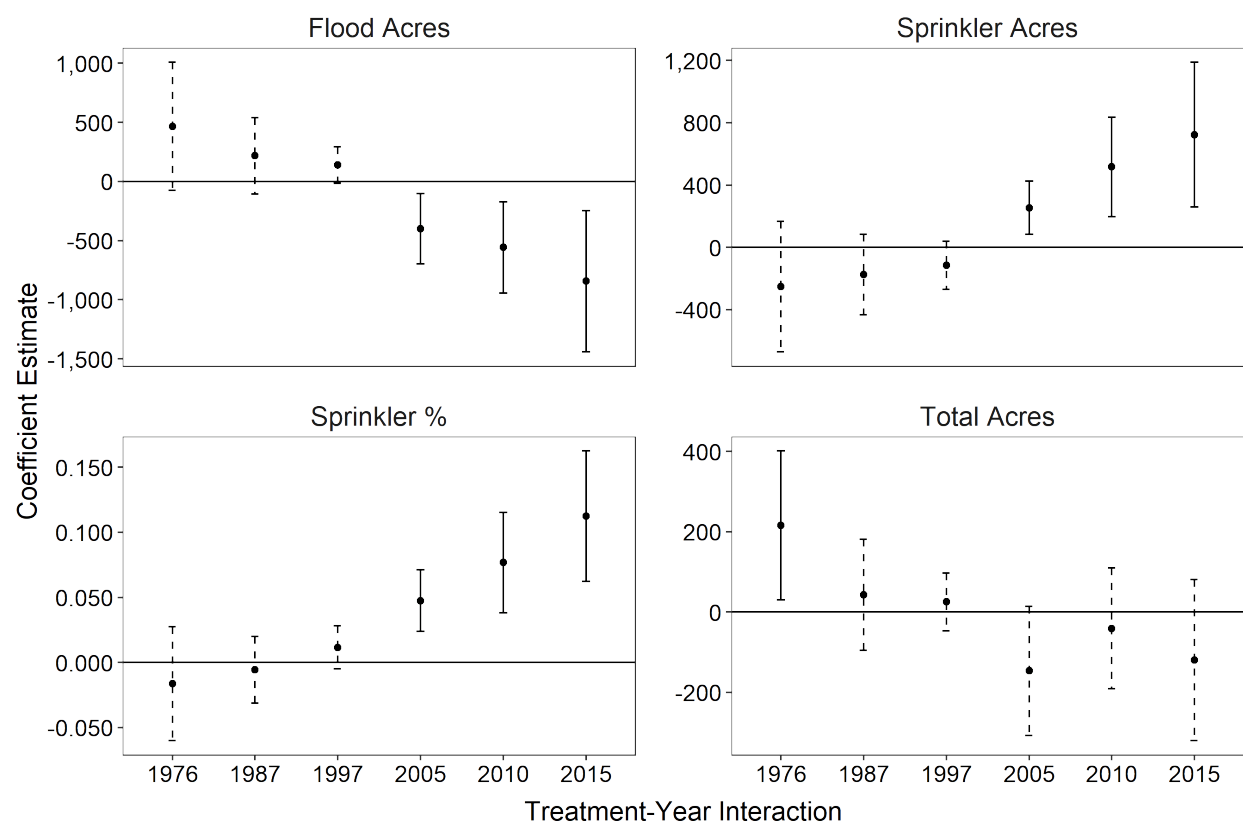 Flood Acres
Sprinkler Acres
1,000
500
0
-500
-1,000
-1,500
1,200
800
400
0
-400
Coefficient Estimate
Sprinkler %
Total Acres
0.150
0.100
0.050
0.000
-0.050
400
200
0
-200
1976 1987 1997 2005 2010 2015
1976 1987 1997 2005 2010 2015
Treatment-Year Interaction